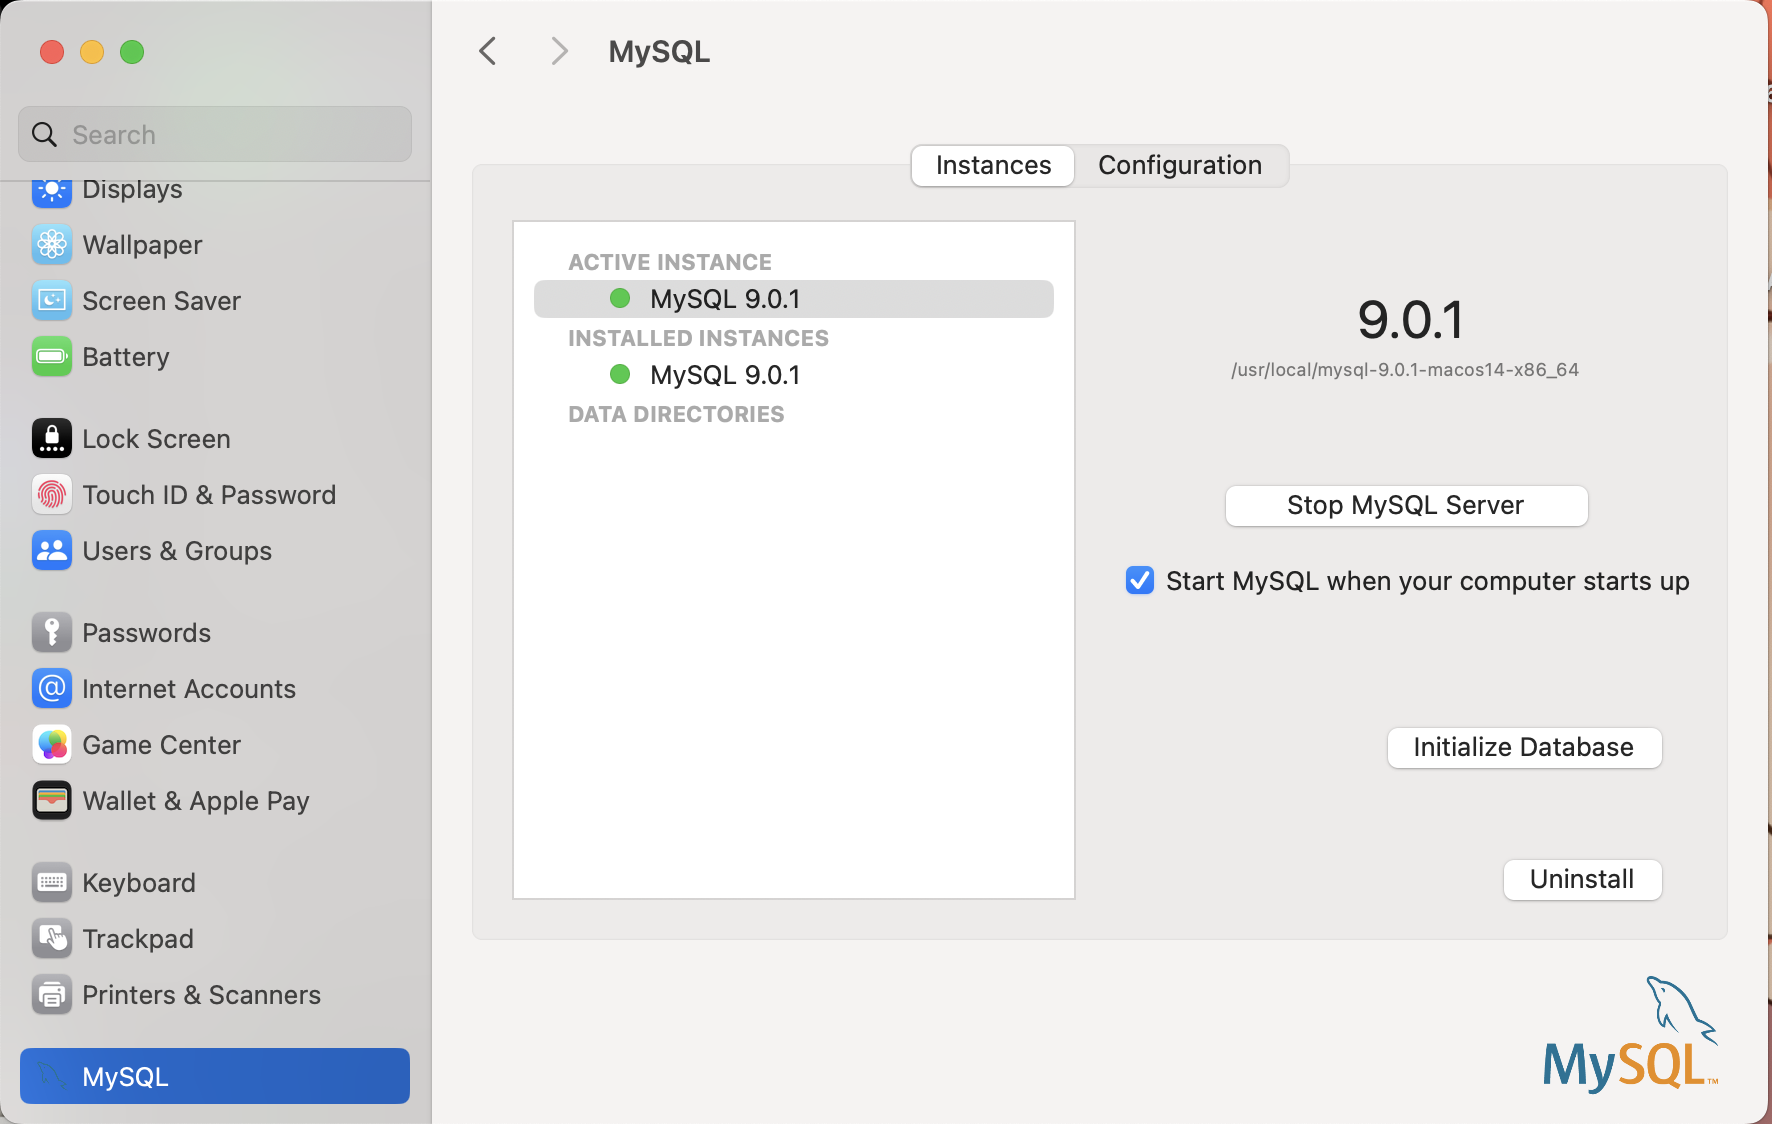 MySQL
Search
Displays
Wallpaper
Screen Saver
Battery
Lock Screen
Touch ID & Password
Users & Groups
Passwords
Internet Accounts
Game Center
Wallet & Apple Pay
Keyboard
Trackpad
Printers & Scanners
MySQL
Instances
Configuration
ACTIVE INSTANCE
MySQL 9.0.1
INSTALLED INSTANCES
MySQL 9.0.1
DATA DIRECTORIES
9.0.1
/usr/local/mysql-9.0.1-macos14-x86_64
Stop MySQL Server
Start MySQL when your computer starts up
Initialize Database
Uninstall
MySQL™